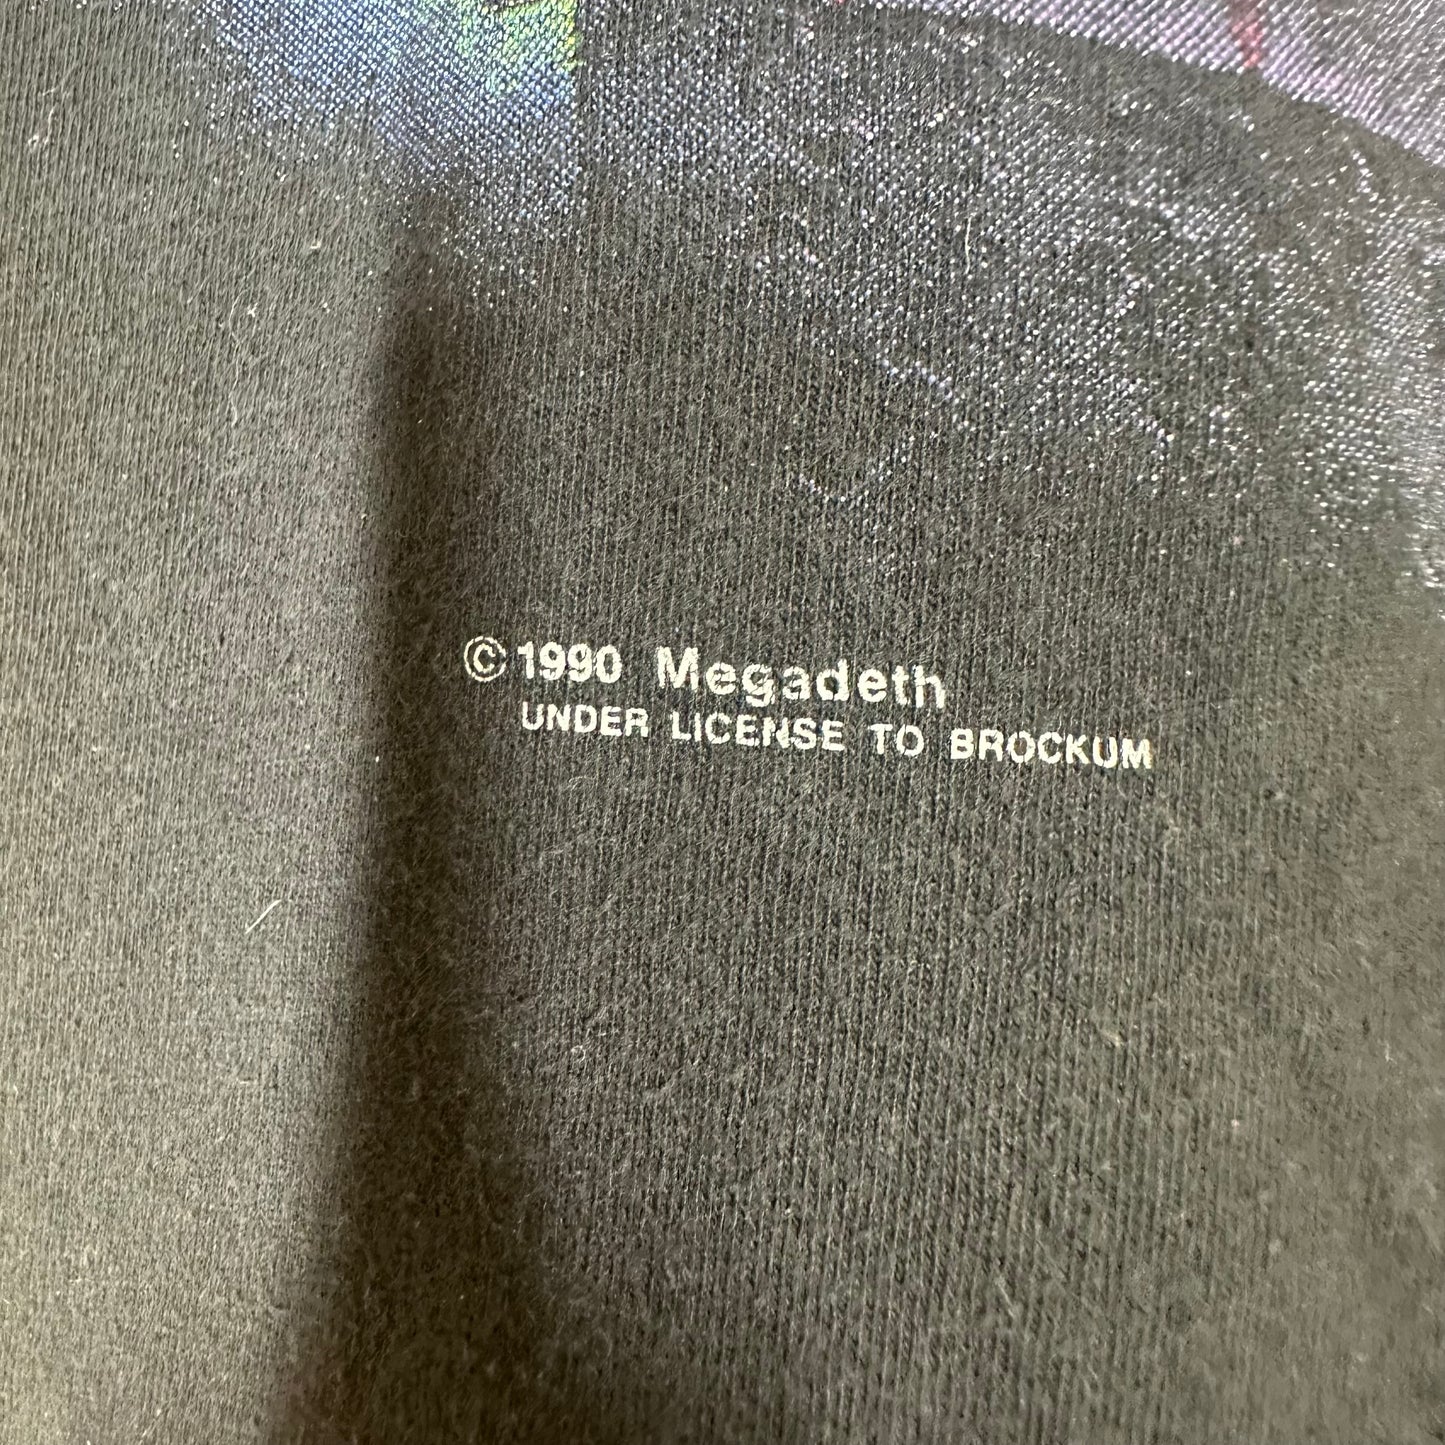 © 1990 Megadeth
UNDER LICENSE TO BROCKUM